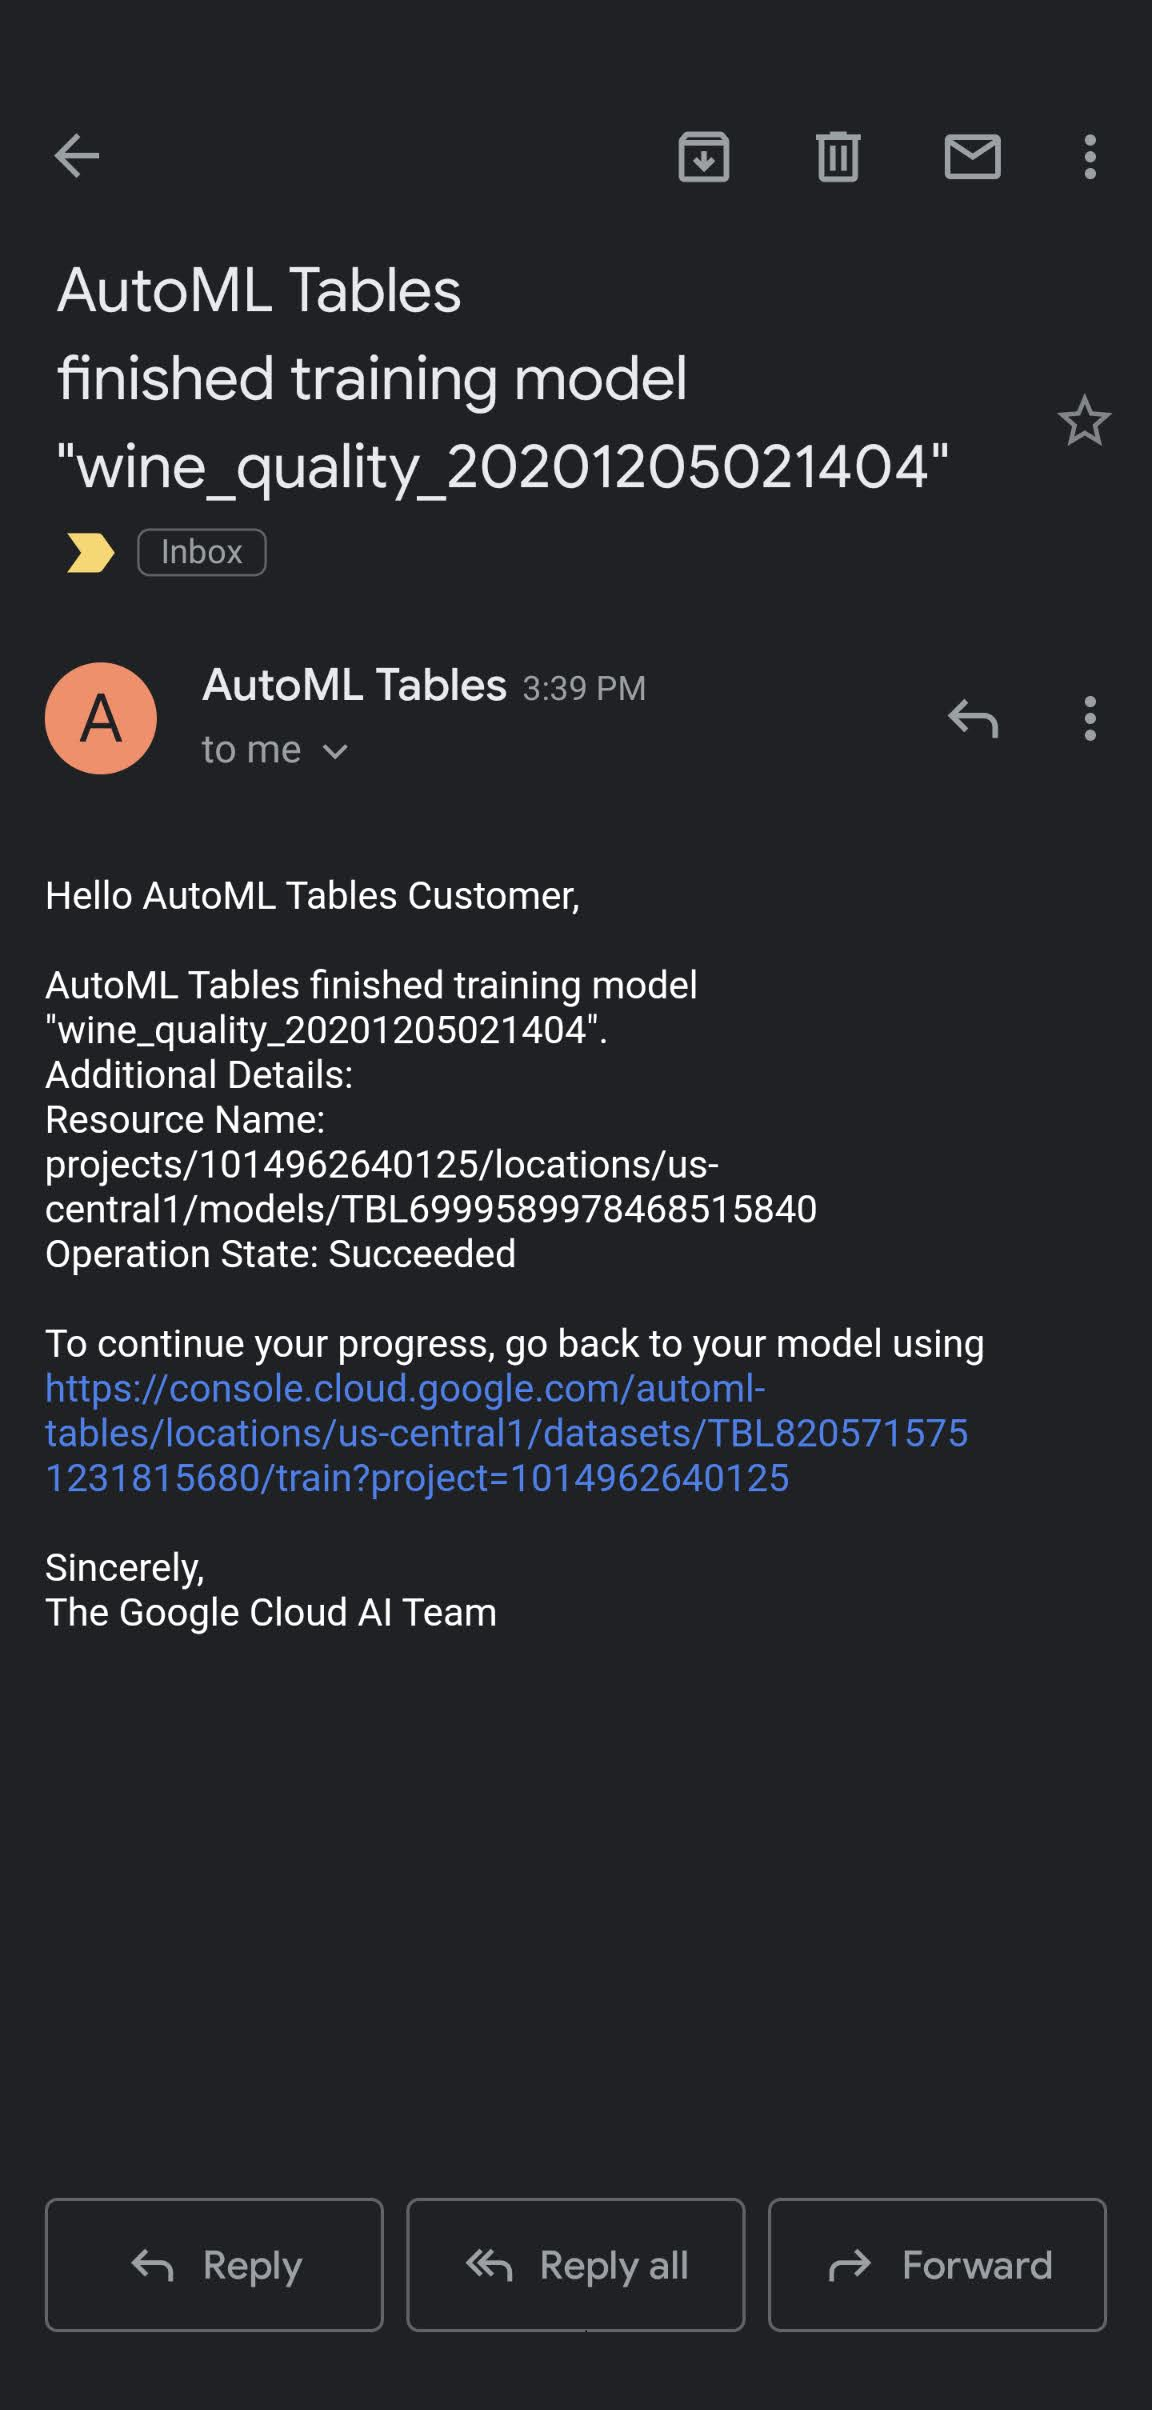 AutoML Tables
finished training model
"wine_quality_20201205021404"
Inbox
AutoML Tables 3:39 PM
to me
A
Hello AutoML Tables Customer,
AutoML Tables finished training model
"wine_quality_20201205021404".
Additional Details:
Resource Name:
projects/1014962640125/locations/us-
central1/models/TBL6999589978468515840
Operation State: Succeeded
To continue your progress, go back to your model using
https://console.cloud.google.com/automl-
tables/locations/us-central1/datasets/TBL820571575
1231815680/train?project=1014962640125
Sincerely,
The Google Cloud AI Team
Reply
Reply all
Forward